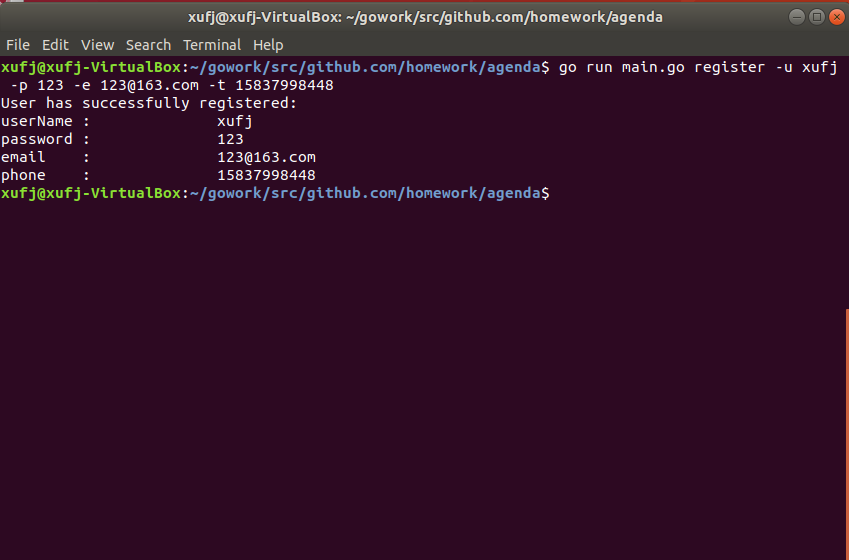 xufj@xufj-VirtualBox: ~/gowork/src/github.com/homework/agenda
File Edit View Search Terminal Help
xufj@xufj-VirtualBox:~/gowork/src/github.com/homework/agenda$ go run main.go register -u xufj
 -p 123 -e 123@163.com -t 15837998448
User has successfully registered:
userName :              xufj
password :              123
email    :              123@163.com
phone    :              15837998448
xufj@xufj-VirtualBox:~/gowork/src/github.com/homework/agenda$